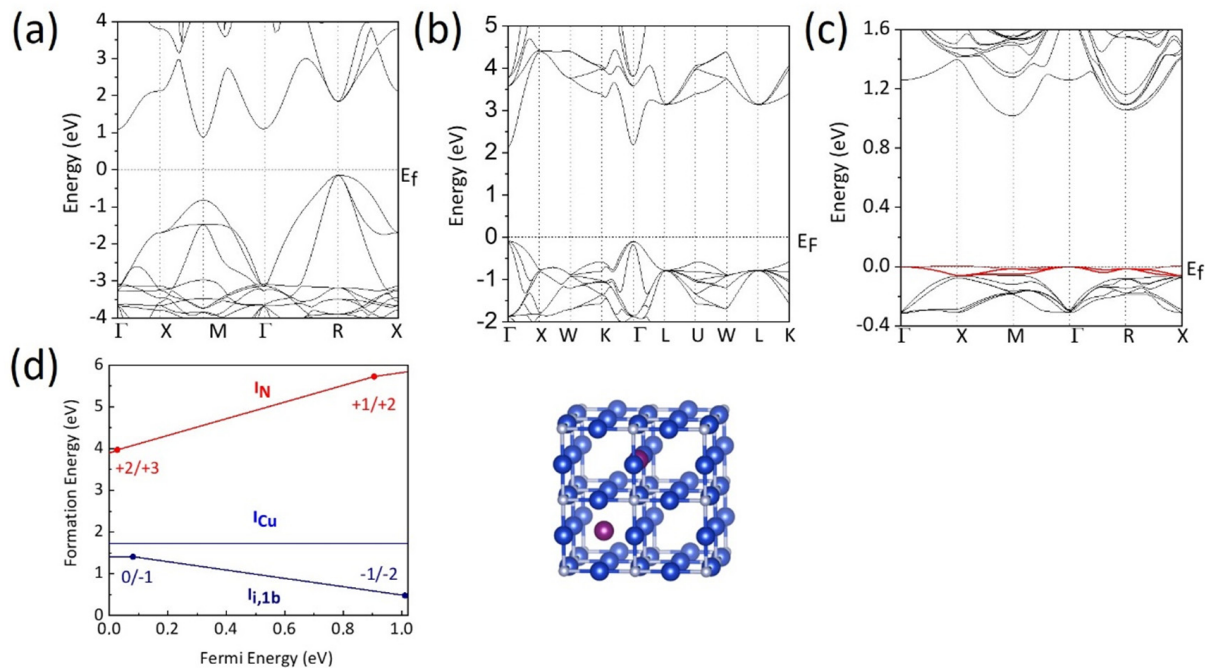 (a)
4
3
2
1
0
-1
-2
-3
-4
Energy (eV)
Ef
Γ X M Γ R X
(b)
5
4
3
2
1
0
-1
-2
Energy (eV)
EF
Γ X W K Γ L U W L K
(c)
1.6
1.2
0.8
0.4
0.0
-0.4
Energy (eV)
Ef
Γ X M Γ R X
(d)
6
5
4
3
2
1
0
Formation Energy (eV)
IN
+1/+2
+2/+3
ICu
0/-1
-1/-2
Ii,1b
0.0 0.2 0.4 0.6 0.8 1.0
Fermi Energy (eV)